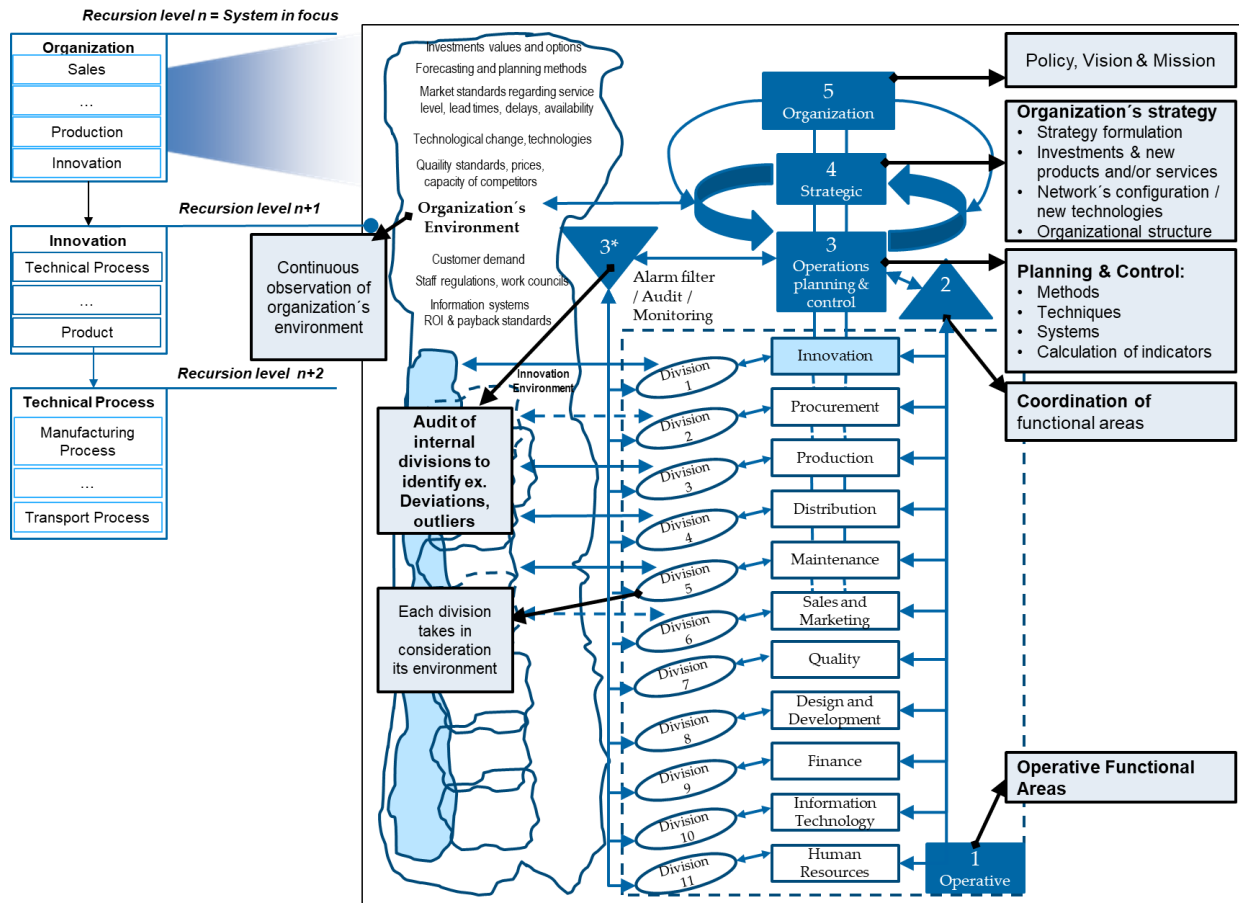 Recursion level n = System in focus
Organization
Sales
…
Production
Innovation
Recursion level n+1
Innovation
Technical Process
…
Product
Recursion level n+2
Technical Process
Manufacturing
Process
…
Transport Process
Investments values and options
Forecasting and planning methods
Market standards regarding service
level, lead times, delays, availability
Technological change, technologies
Quaility standards, prices,
capacity of competitors
Organization´s
Environment
Customer demand
Staff regulations, work councils
Information systems
ROI & payback standards
Continuous
observation of
organization´s
environment
Innovation
Environment
Audit of
internal
divisions to
identify ex.
Deviations,
outliers
Each division
takes in
consideration
its environment
5
Organization
4
Strategic
3
Operations
planning &
control
3*
Alarm filter
/ Audit /
Monitoring
2
Division
1
Innovation
Division
2
Procurement
Division
3
Production
Division
4
Distribution
Division
5
Maintenance
Division
6
Sales and
Marketing
Division
7
Quality
Division
8
Design and
Development
Division
9
Finance
Division
10
Information
Technology
Division
11
Human
Resources
1
Operative
Policy, Vision & Mission
Organization´s strategy
• Strategy formulation
• Investments & new
products and/or services
• Network´s configuration /
new technologies
• Organizational structure
Planning & Control:
• Methods
• Techniques
• Systems
• Calculation of indicators
Coordination of
functional areas
Operative Functional
Areas